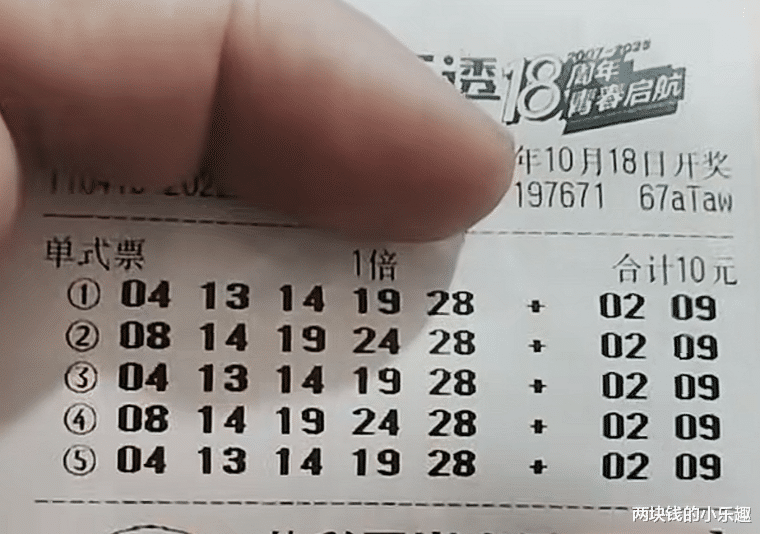 透18 2007-2025
周年
青春启航
年10月18日开奖
197671 67aTaw
单式票 1倍 合计10元
① 04 13 14 19 28 + 02 09
② 08 14 19 24 28 + 02 09
③ 04 13 14 19 28 + 02 09
④ 08 14 19 24 28 + 02 09
⑤ 04 13 14 19 28 + 02 09
两块钱的小乐趣